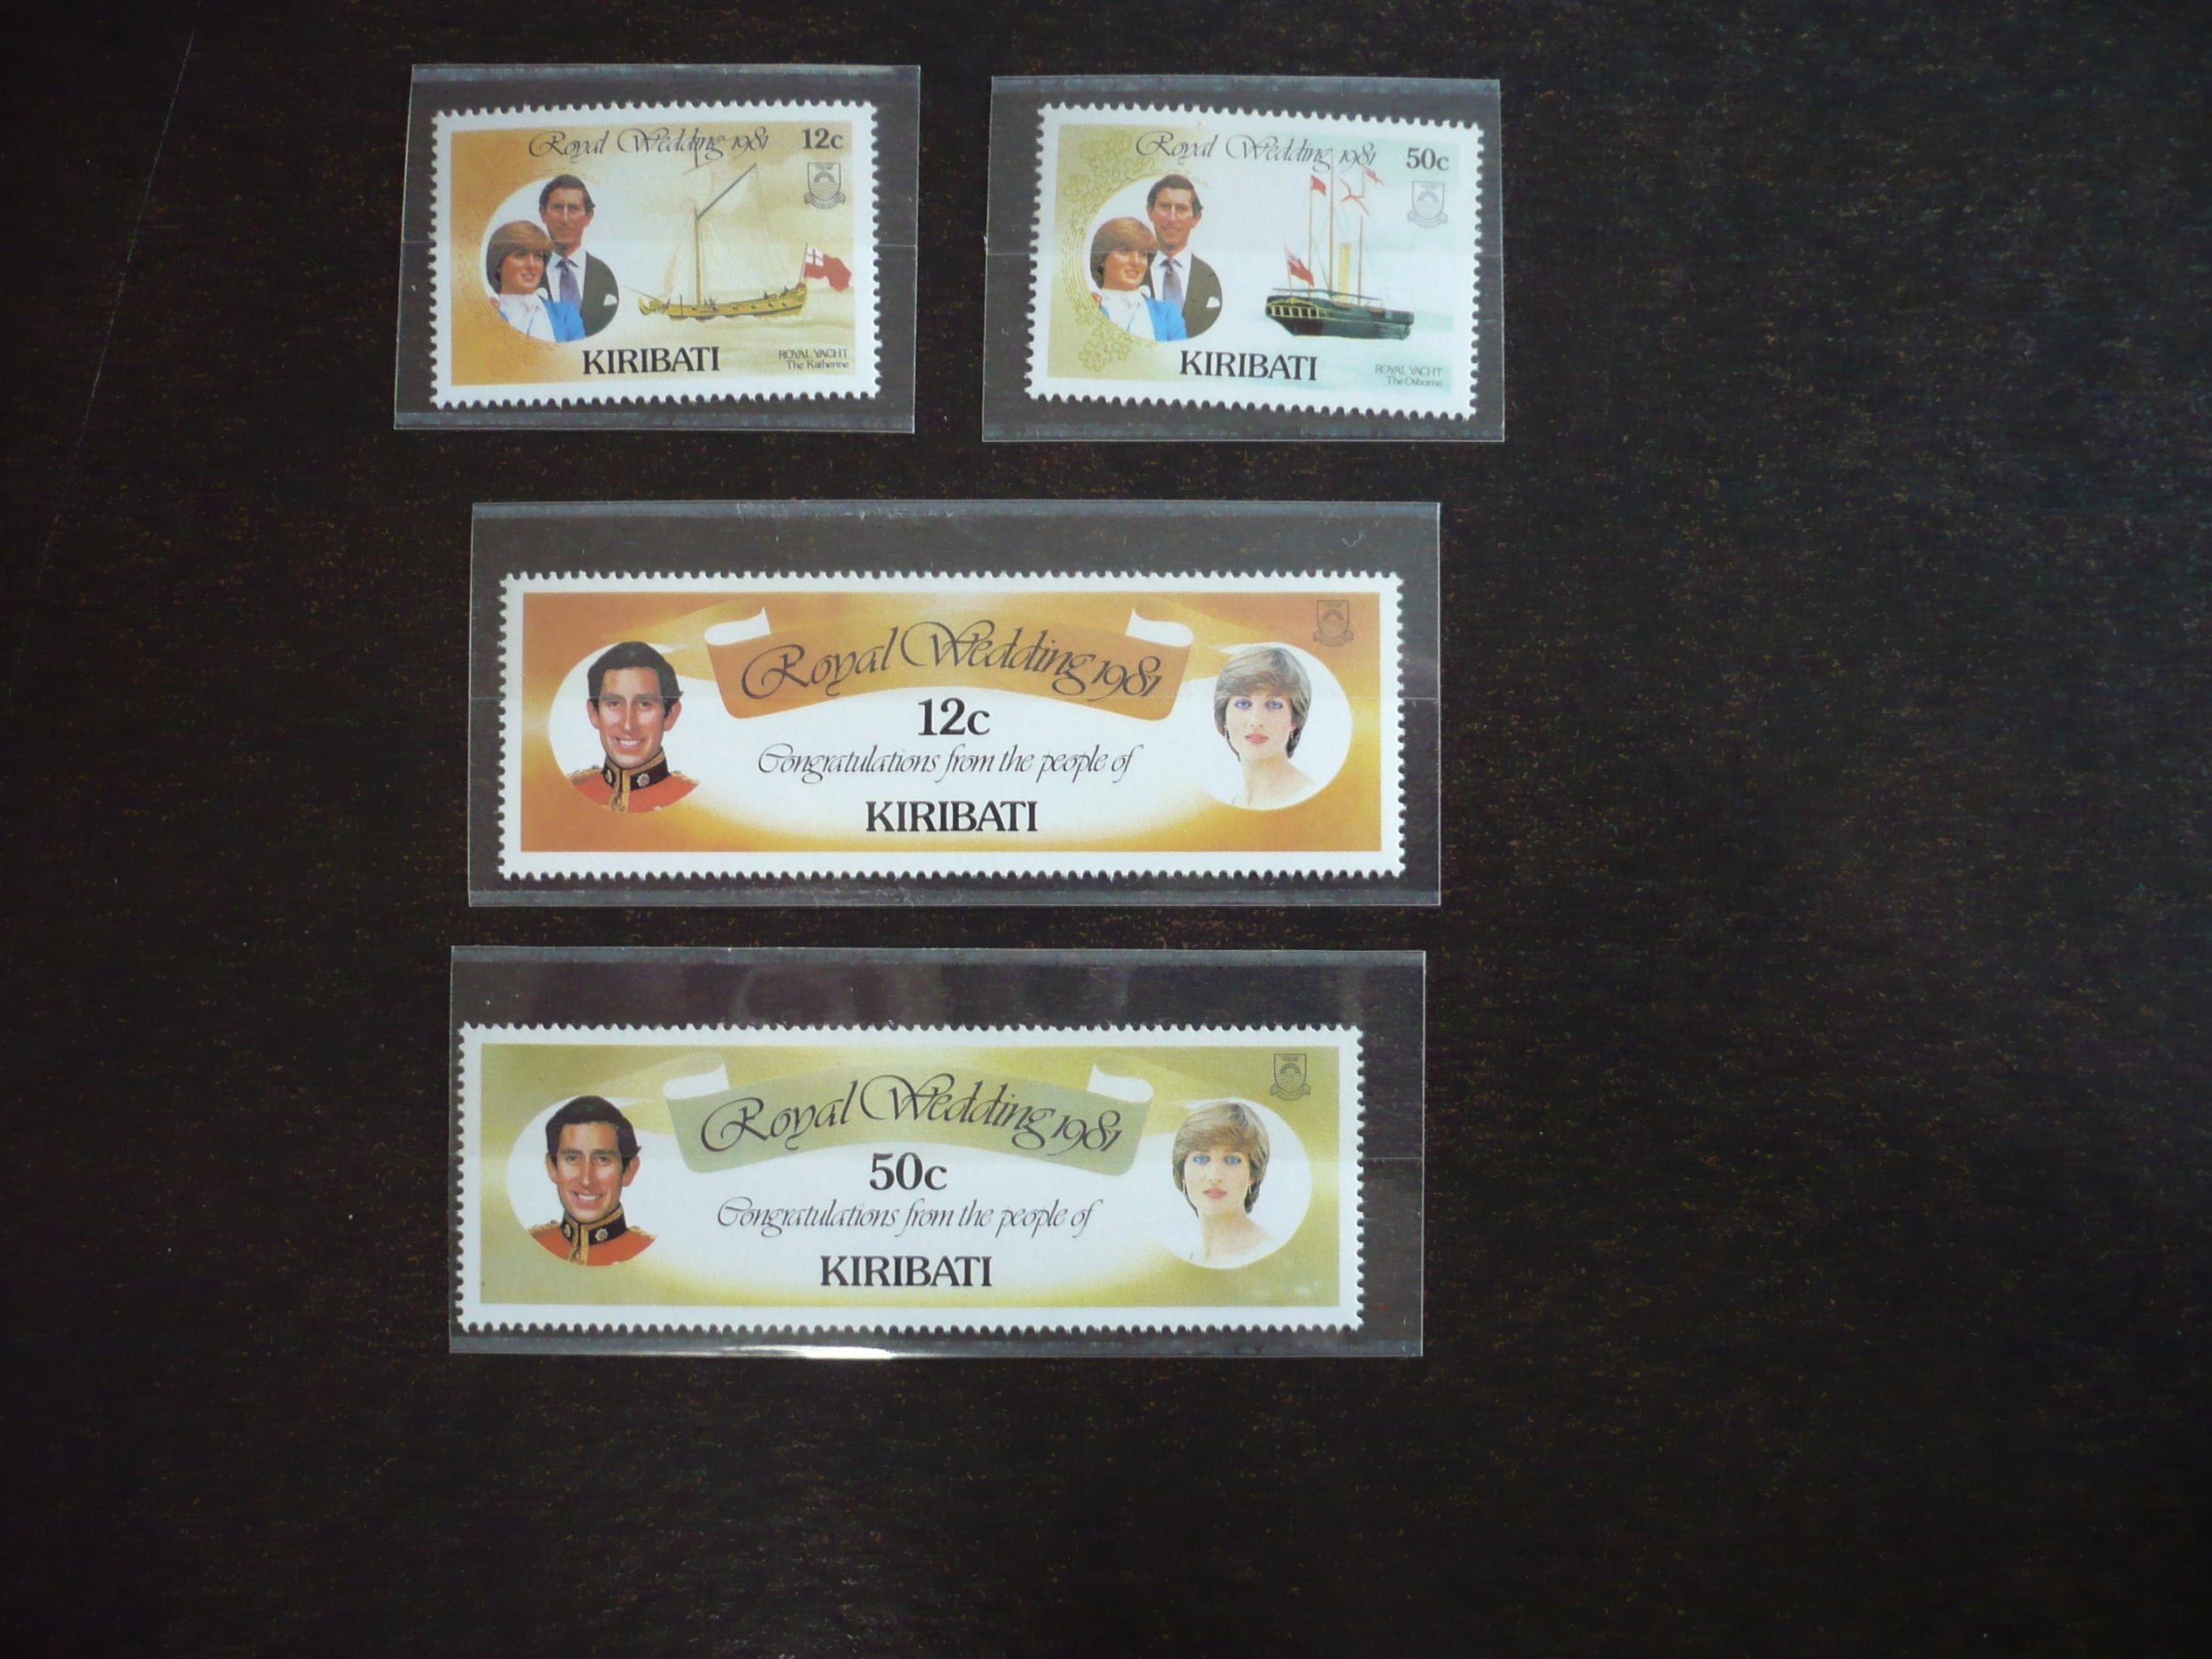 Royal Wedding 1981 12c
KIRIBATI
ROYAL YACHT
The Katherine
Royal Wedding 1981 50c
KIRIBATI
ROYAL YACHT
The Osborne
Royal Wedding 1981
12c
Congratulations from the people of
KIRIBATI
Royal Wedding 1981
50c
Congratulations from the people of
KIRIBATI